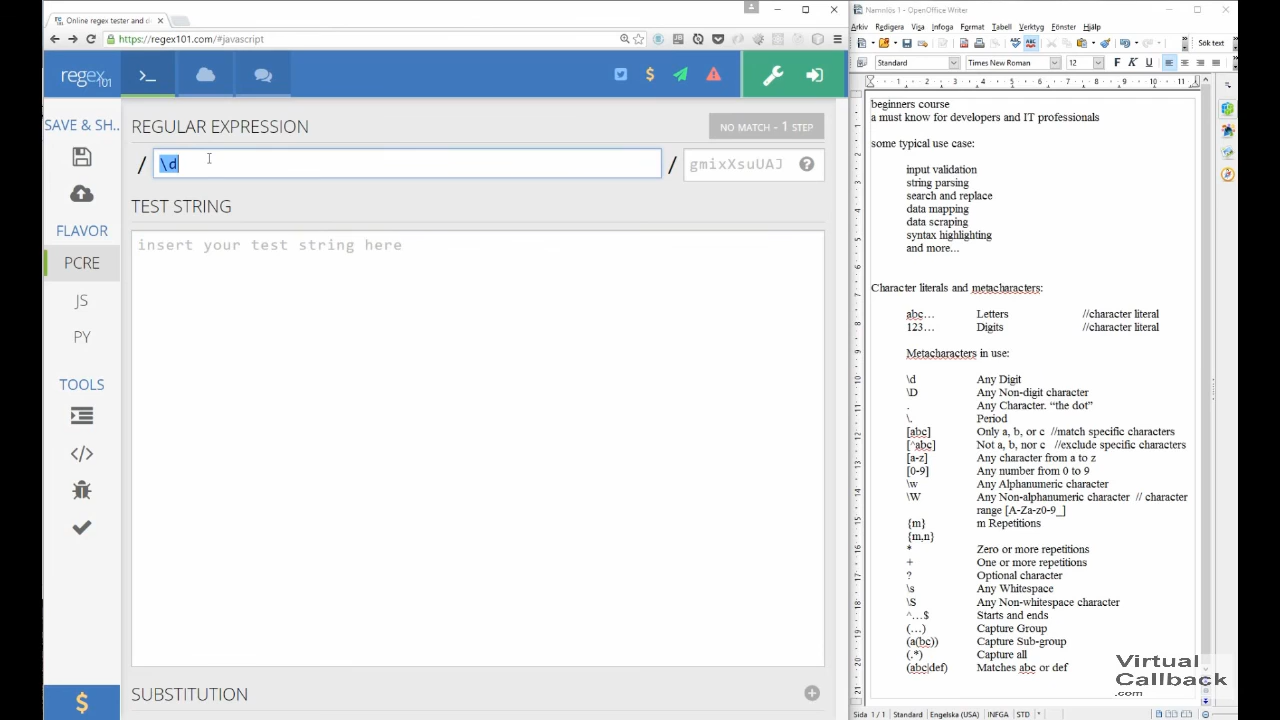 Online regex tester and d
https://regex101.com/#javascript
regex101
REGULAR EXPRESSION
NO MATCH - 1 STEP
/ \d / gmixXsuUAJ
TEST STRING
insert your test string here
SAVE & SH..
FLAVOR
PCRE
JS
PY
TOOLS
$
SUBSTITUTION
Namnlös 1 - OpenOffice Writer
Arkiv Redigera Visa Infoga Format Tabell Verktyg Fönster Hjälp
Sök text
Standard Times New Roman 12 F K U
beginners course
a must know for developers and IT professionals
some typical use case:
input validation
string parsing
search and replace
data mapping
data scraping
syntax highlighting
and more...
Character literals and metacharacters:
abc… Letters //character literal
123… Digits //character literal
Metacharacters in use:
\d Any Digit
\D Any Non-digit character
. Any Character. “the dot”
\. Period
[abc] Only a, b, or c //match specific characters
[^abc] Not a, b, nor c //exclude specific characters
[a-z] Any character from a to z
[0-9] Any number from 0 to 9
\w Any Alphanumeric character
\W Any Non-alphanumeric character // character
range [A-Za-z0-9_]
{m} m Repetitions
{m,n}
* Zero or more repetitions
+ One or more repetitions
? Optional character
\s Any Whitespace
\S Any Non-whitespace character
^…$ Starts and ends
(…) Capture Group
(a(bc)) Capture Sub-group
(.*) Capture all
(abc|def) Matches abc or def
Virtual
Callback
.com
Sida 1 / 1 Standard Engelska (USA) INFGA STD *